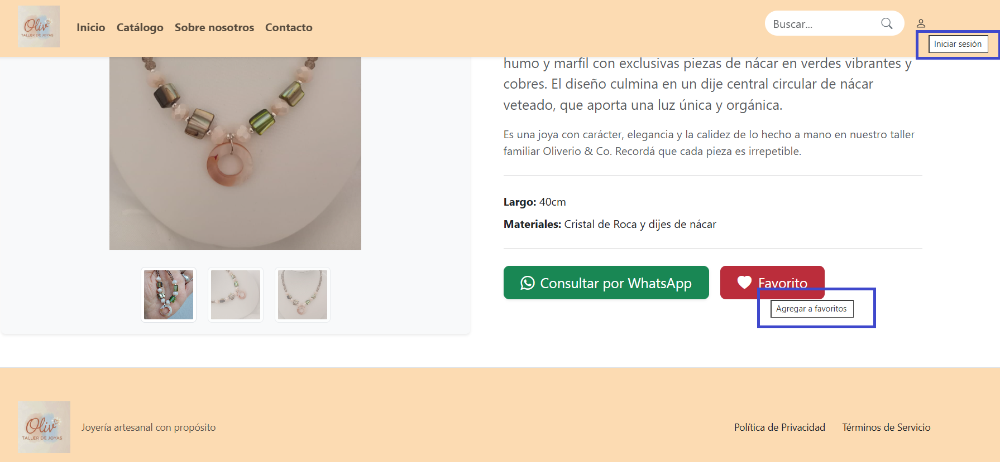 Oliv
TALLER DE JOYAS
Inicio Catálogo Sobre nosotros Contacto
Buscar...
Iniciar sesión
humo y marfil con exclusivas piezas de nácar en verdes vibrantes y
cobres. El diseño culmina en un dije central circular de nácar
veteado, que aporta una luz única y orgánica.
Es una joya con carácter, elegancia y la calidez de lo hecho a mano en nuestro taller
familiar Oliverio & Co. Recordá que cada pieza es irrepetible.
Largo: 40cm
Materiales: Cristal de Roca y dijes de nácar
Consultar por WhatsApp
Favorito
Agregar a favoritos
Oliv
TALLER DE JOYAS
Joyería artesanal con propósito
Política de Privacidad Términos de Servicio